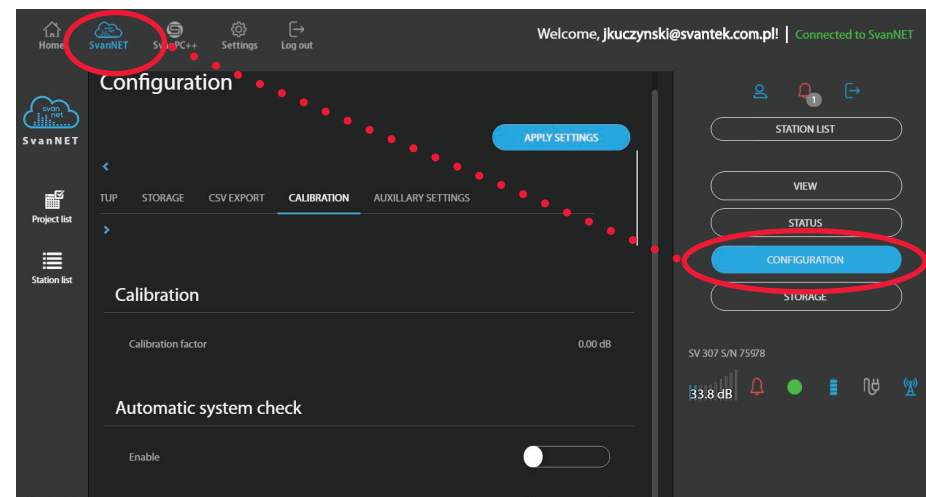 Home SvanNET SvanPC++ Settings Log out
Welcome, jkuczynski@svantek.com.pl! | Connected to SvanNET
svan
net
SvanNET
Project list
Station list
Configuration
APPLY SETTINGS
TUP STORAGE CSV EXPORT CALIBRATION AUXILLARY SETTINGS
Calibration
Calibration factor 0.00 dB
Automatic system check
Enable
1
STATION LIST
VIEW
STATUS
CONFIGURATION
STORAGE
SV 307 S/N 75978
33.8 dB